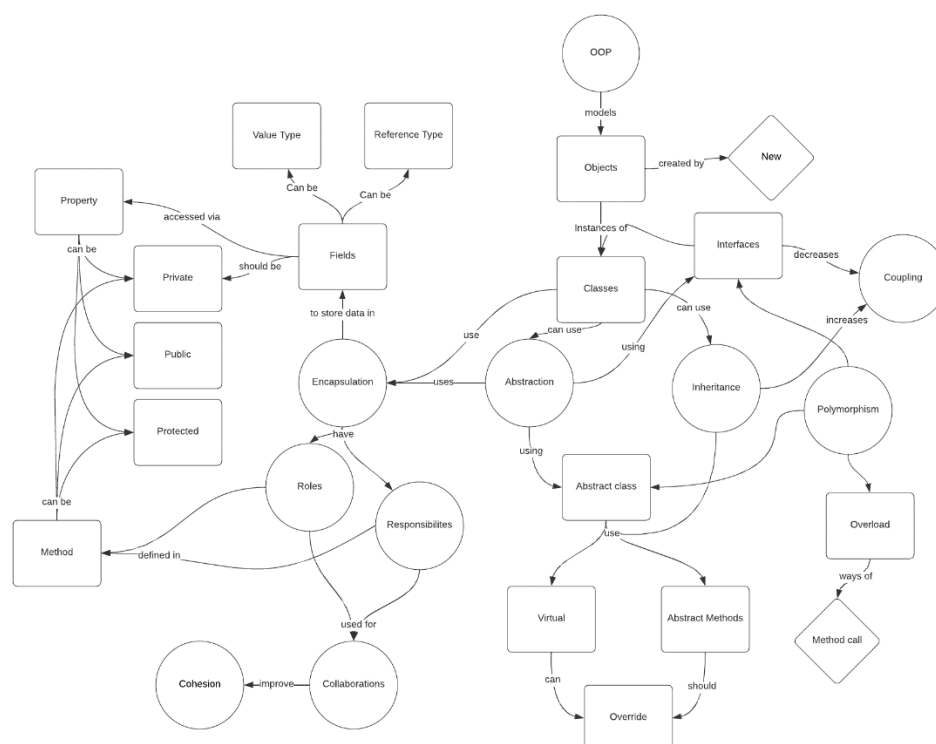 OOP
models
Value Type
Reference Type
Objects
created by
New
Can be
Can be
Property
accessed via
can be
Private
should be
Fields
Instances of
Interfaces
decreases
Coupling
Classes
to store data in
use
can use
can use
increases
using
Public
Encapsulation
uses
Abstraction
Inheritance
Polymorphism
Protected
have
using
Roles
Abstract class
can be
Responsibilites
Method
defined in
use
Overload
ways of
used for
Virtual
Abstract Methods
Method call
Cohesion
improve
Collaborations
can
should
Override